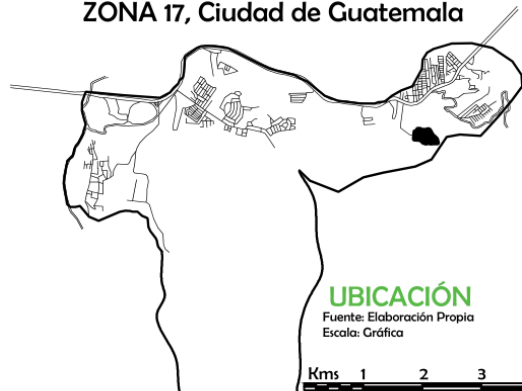 ZONA 17, Ciudad de Guatemala
UBICACIÓN
Fuente: Elaboración Propia
Escala: Gráfica
Kms 1 2 3